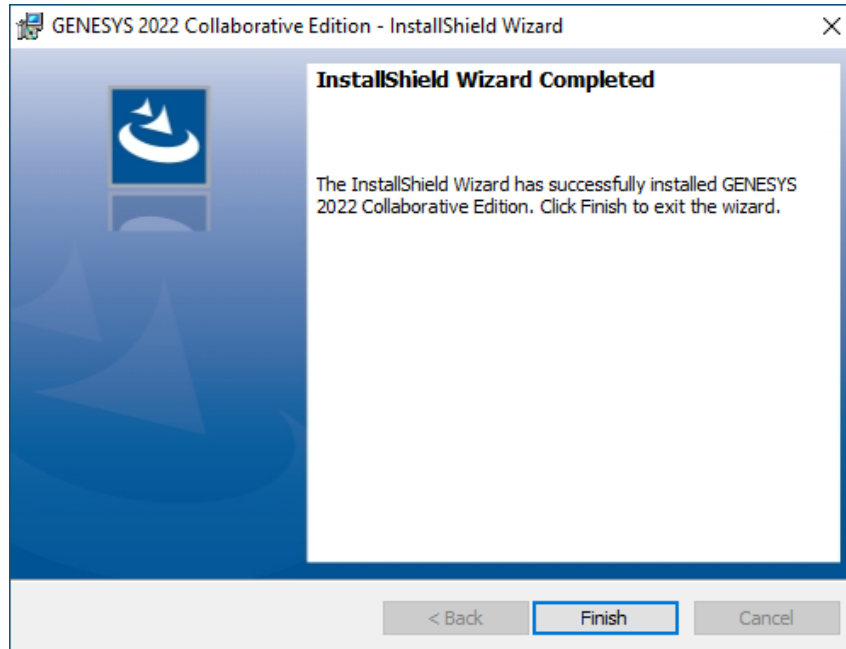 GENESYS 2022 Collaborative Edition - InstallShield Wizard
InstallShield Wizard Completed
The InstallShield Wizard has successfully installed GENESYS
2022 Collaborative Edition. Click Finish to exit the wizard.
< Back
Finish
Cancel